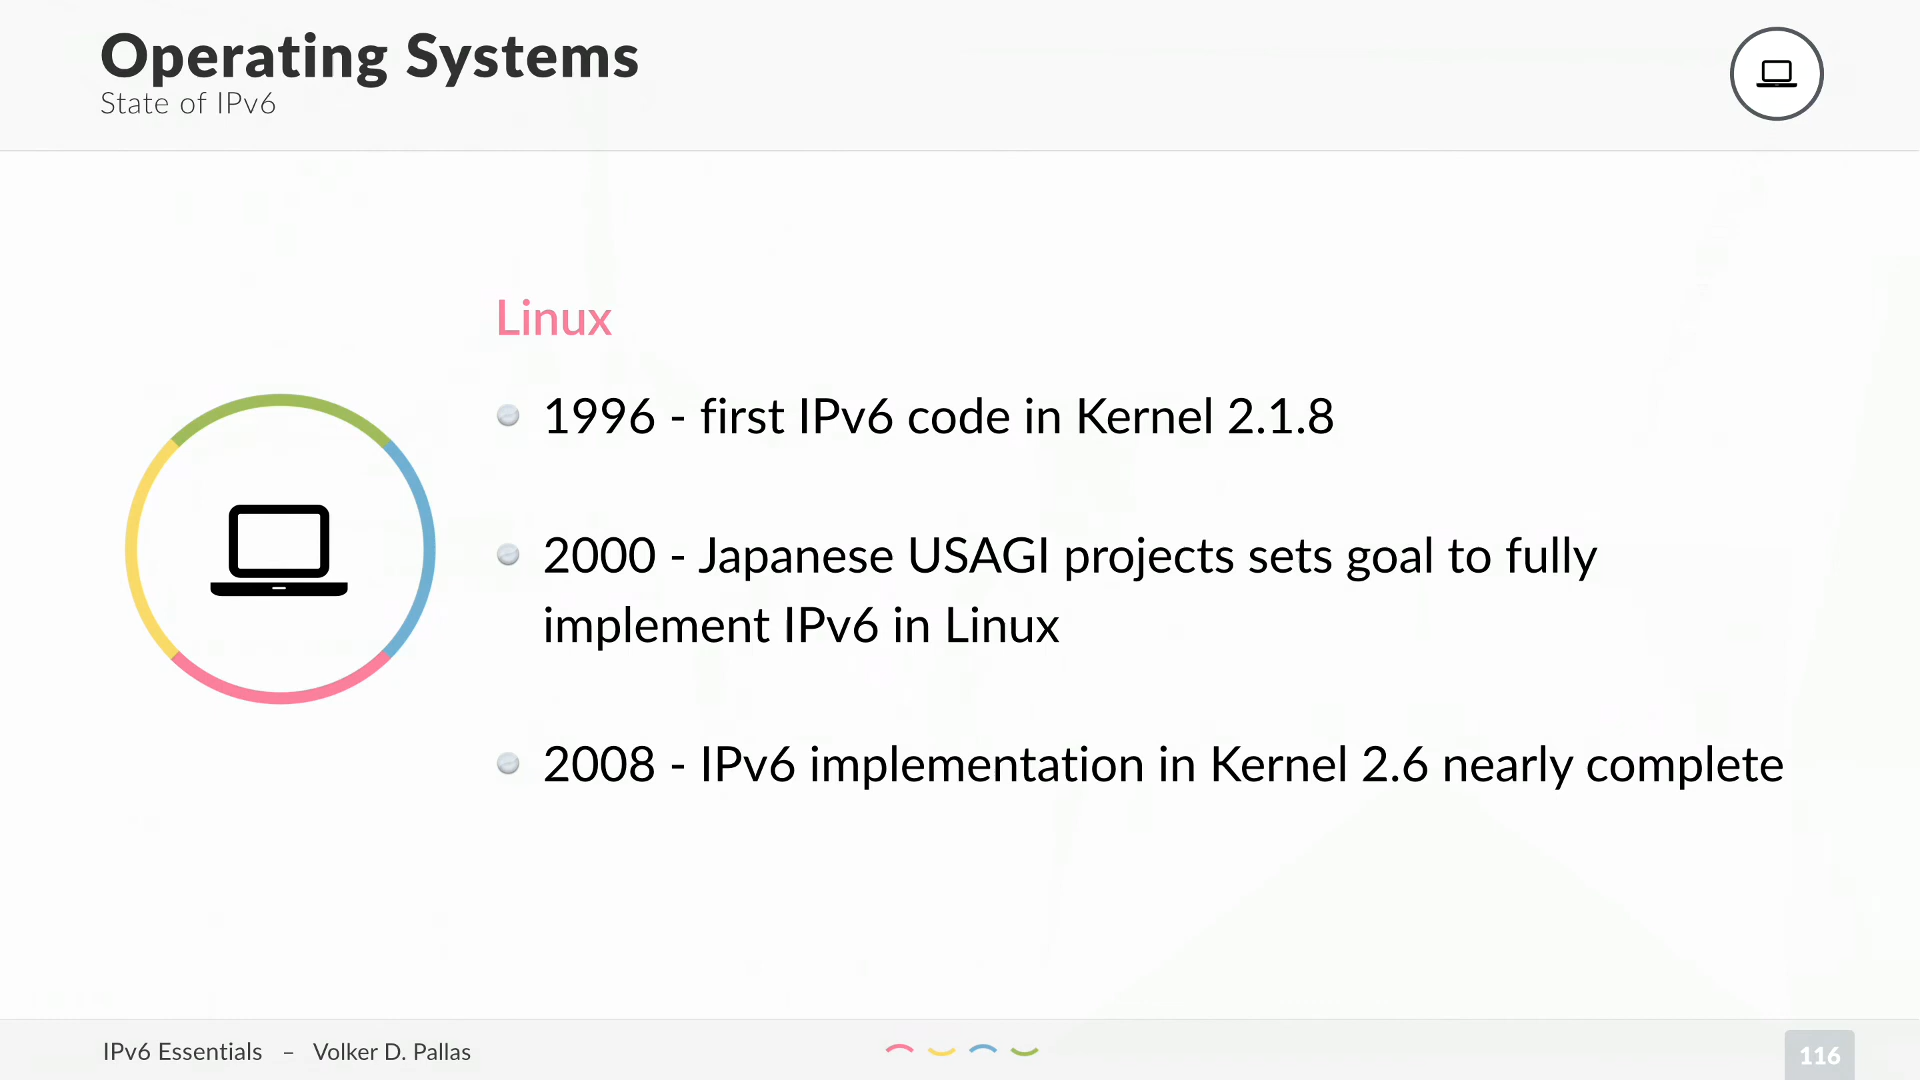 Operating Systems
State of IPv6
Linux
1996 - first IPv6 code in Kernel 2.1.8
2000 - Japanese USAGI projects sets goal to fully
implement IPv6 in Linux
2008 - IPv6 implementation in Kernel 2.6 nearly complete
IPv6 Essentials – Volker D. Pallas
116